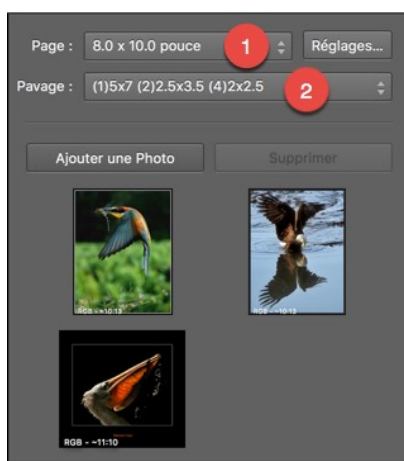 Page : 8.0 x 10.0 pouce 1 Réglages...
Pavage : (1)5x7 (2)2.5x3.5 (4)2x2.5 2
Ajouter une Photo Supprimer
RGB - ~10:13 RGB - ~10:13
RGB - ~11:10